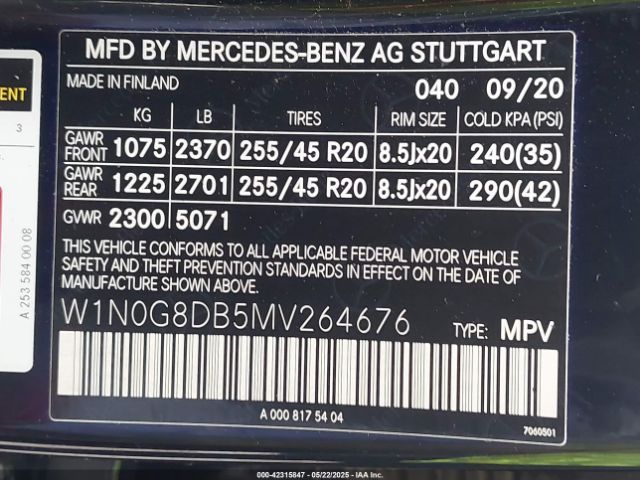 MFD BY MERCEDES-BENZ AG STUTTGART
MADE IN FINLAND 040 09/20
KG LB TIRES RIM SIZE COLD KPA (PSI)
GAWR FRONT 1075 2370 255/45 R20 8.5Jx20 240(35)
GAWR REAR 1225 2701 255/45 R20 8.5Jx20 290(42)
GVWR 2300 5071
THIS VEHICLE CONFORMS TO ALL APPLICABLE FEDERAL MOTOR VEHICLE
SAFETY AND THEFT PREVENTION STANDARDS IN EFFECT ON THE DATE OF
MANUFACTURE SHOWN ABOVE.
W1N0G8DB5MV264676 TYPE: MPV
A 000 817 54 04
7060501
ENT
3
A 253 584 00 08
000-42315847 - 05/22/2025 - IAAI.COM